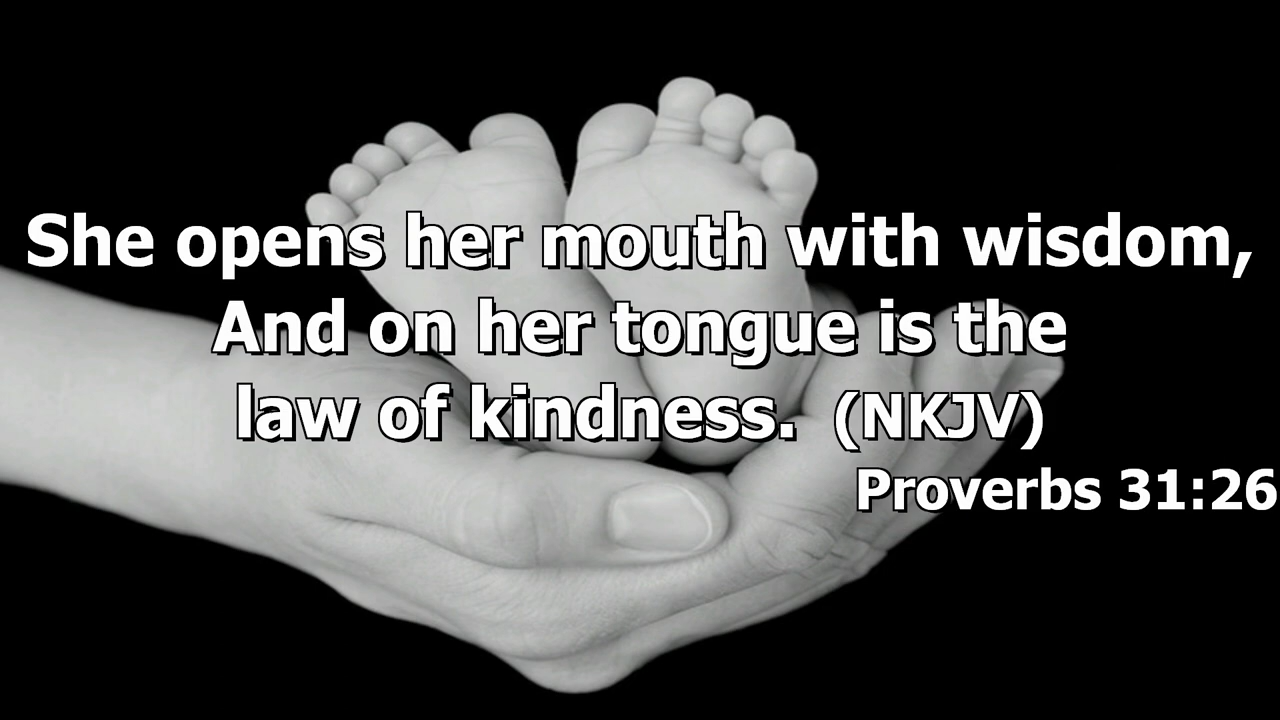 She opens her mouth with wisdom,
And on her tongue is the
law of kindness. (NKJV)
Proverbs 31:26